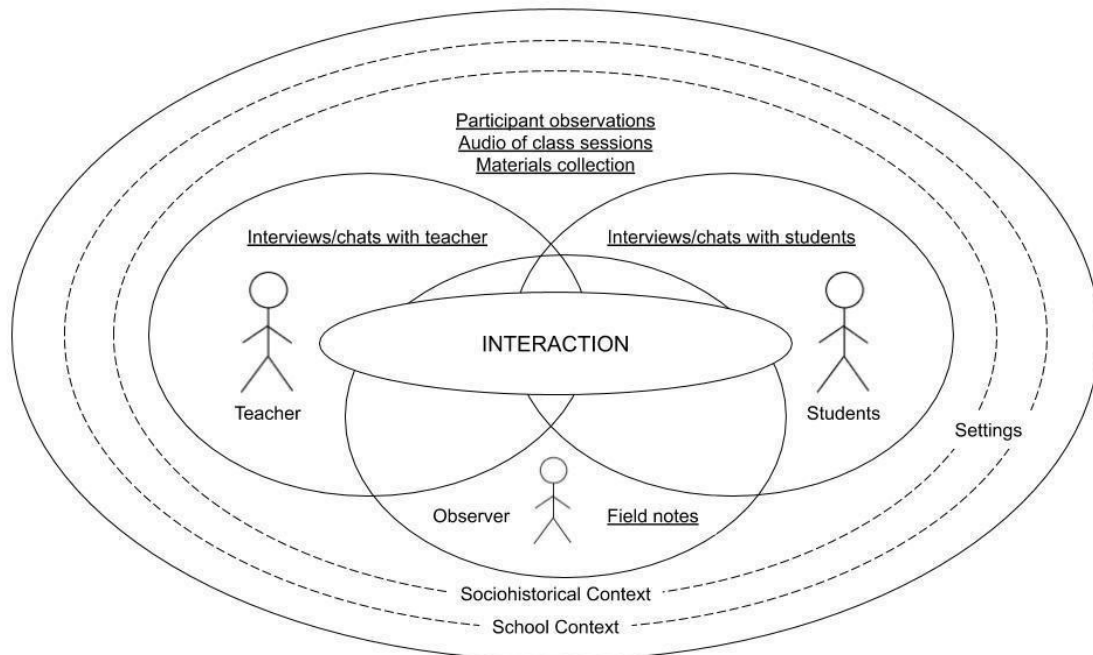 Participant observations
Audio of class sessions
Materials collection
Interviews/chats with teacher
Interviews/chats with students
INTERACTION
Teacher
Students
Settings
Observer
Field notes
Sociohistorical Context
School Context